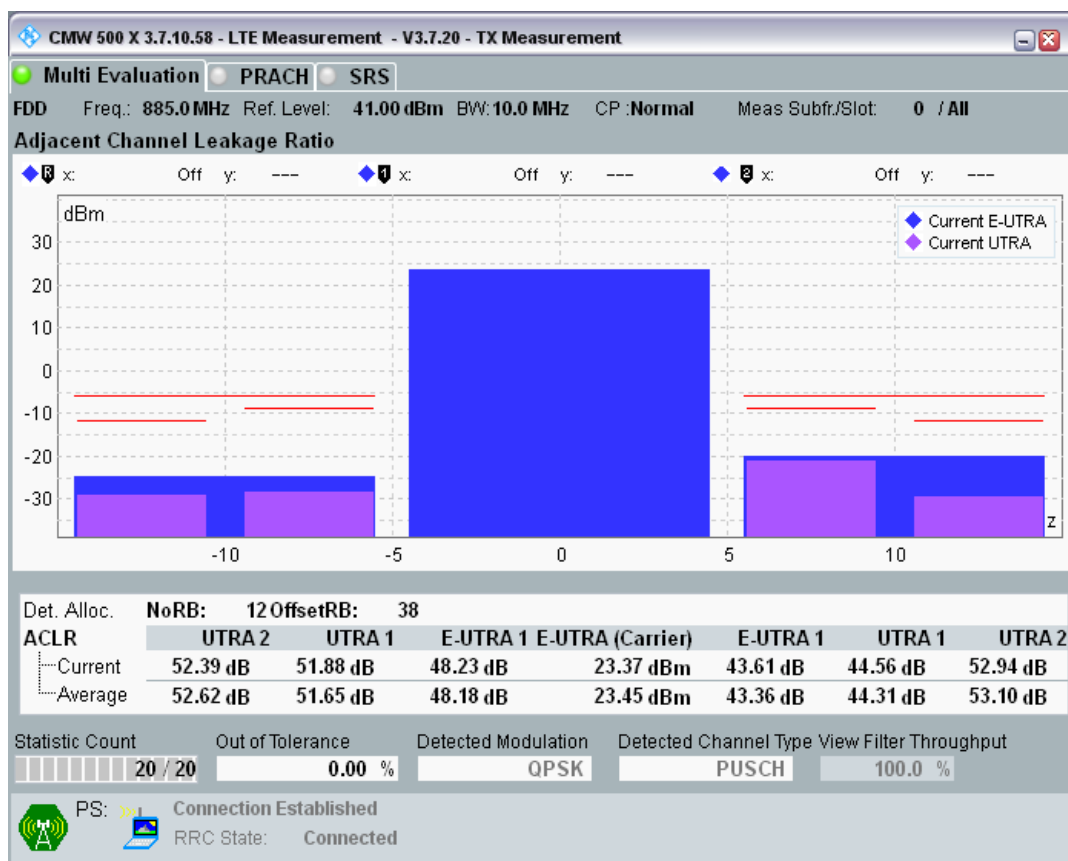 CMW 500 X 3.7.10.58 - LTE Measurement - V3.7.20 - TX Measurement
Multi Evaluation PRACH SRS
FDD Freq.: 885.0 MHz Ref. Level: 41.00 dBm BW: 10.0 MHz CP :Normal Meas Subfr./Slot: 0 / All
Adjacent Channel Leakage Ratio
R x: Off y: --- 1 x: Off y: --- 2 x: Off y: ---
dBm
Current E-UTRA
Current UTRA
30
20
10
0
-10
-20
-30
z
-10 -5 0 5 10
Det. Alloc. NoRB: 12 OffsetRB: 38
ACLR UTRA 2 UTRA 1 E-UTRA 1 E-UTRA (Carrier) E-UTRA 1 UTRA 1 UTRA 2
Current 52.39 dB 51.88 dB 48.23 dB 23.37 dBm 43.61 dB 44.56 dB 52.94 dB
Average 52.62 dB 51.65 dB 48.18 dB 23.45 dBm 43.36 dB 44.31 dB 53.10 dB
Statistic Count Out of Tolerance Detected Modulation Detected Channel Type View Filter Throughput
20 / 20 0.00 % QPSK PUSCH 100.0 %
PS: Connection Established
RRC State: Connected